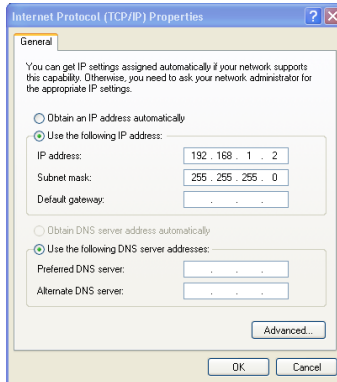 Internet Protocol (TCP/IP) Properties
General
You can get IP settings assigned automatically if your network supports
this capability. Otherwise, you need to ask your network administrator for
the appropriate IP settings.
Obtain an IP address automatically
Use the following IP address:
IP address: 192 . 168 . 1 . 2
Subnet mask: 255 . 255 . 255 . 0
Default gateway: . . .
Obtain DNS server address automatically
Use the following DNS server addresses:
Preferred DNS server: . . .
Alternate DNS server: . . .
Advanced...
OK Cancel